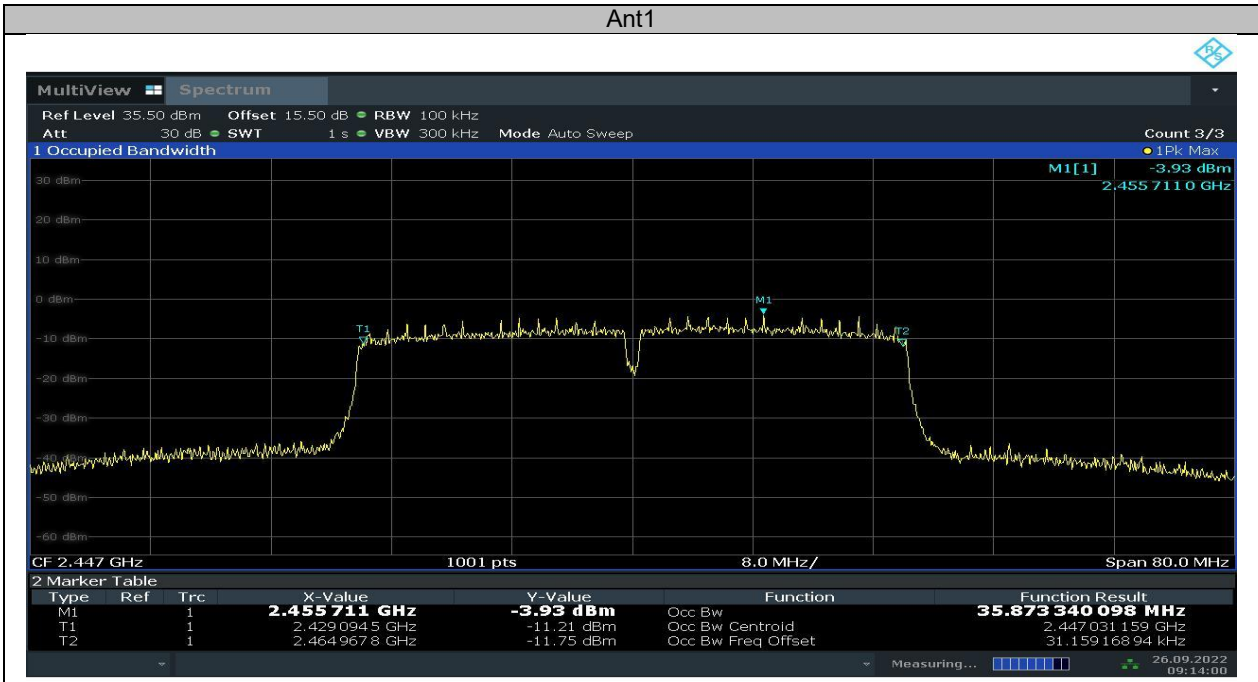 Ant1
R/S
MultiView Spectrum
Ref Level 35.50 dBm Offset 15.50 dB RBW 100 kHz
Att 30 dB SWT 1 s VBW 300 kHz Mode Auto Sweep Count 3/3
1 Occupied Bandwidth 1Pk Max
M1[1] -3.93 dBm
2.455 711 0 GHz
30 dBm
20 dBm
10 dBm
0 dBm
M1
T1
T2
-10 dBm
-20 dBm
-30 dBm
-40 dBm
-50 dBm
-60 dBm
CF 2.447 GHz 1001 pts 8.0 MHz/ Span 80.0 MHz
2 Marker Table
Type Ref Trc X-Value Y-Value Function Function Result
M1 1 2.455 711 GHz -3.93 dBm Occ Bw 35.873 340 098 MHz
T1 1 2.429 094 5 GHz -11.21 dBm Occ Bw Centroid 2.447 031 159 GHz
T2 1 2.464 967 8 GHz -11.75 dBm Occ Bw Freq Offset 31.159 168 94 kHz
Measuring... 26.09.2022
09:14:00